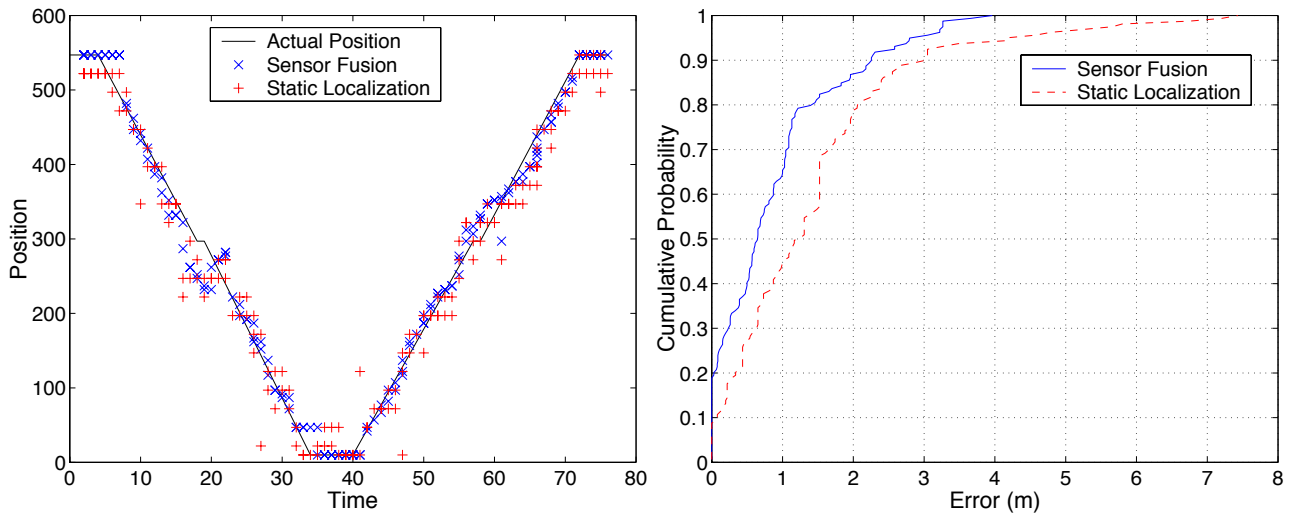 600
500
400
300
200
100
0
Position
0 10 20 30 40 50 60 70 80
Time
Actual Position
Sensor Fusion
Static Localization
1
0.9
0.8
0.7
0.6
0.5
0.4
0.3
0.2
0.1
0
Cumulative Probability
0 1 2 3 4 5 6 7 8
Error (m)
Sensor Fusion
Static Localization